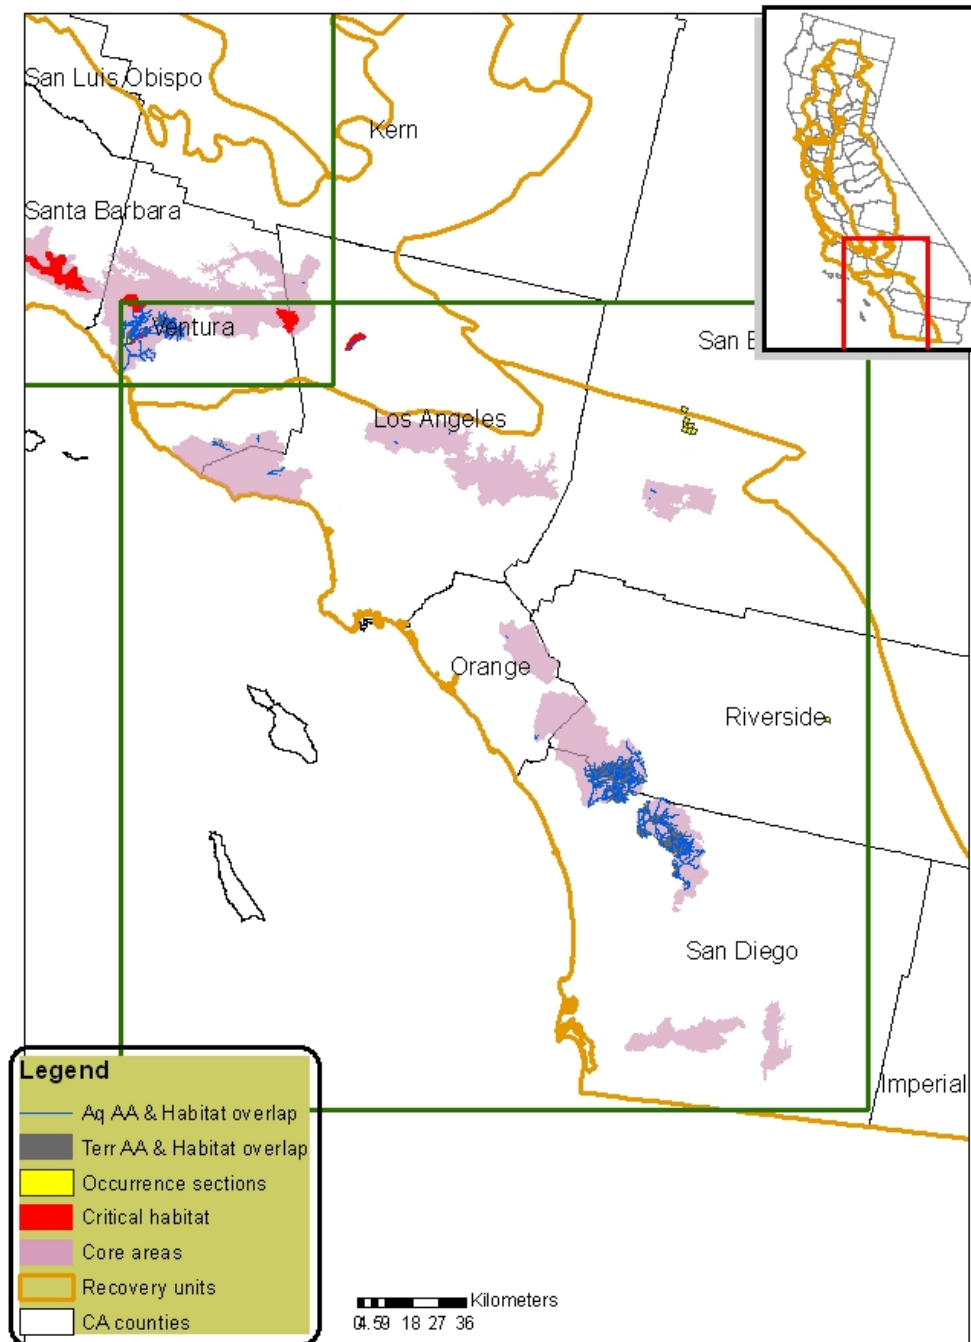 San Luis Obispo
Kern
Santa Barbara
Ventura
San B
Los Angeles
Orange
Riverside
San Diego
Imperial
Legend
Aq AA & Habitat overlap
Terr AA & Habitat overlap
Occurrence sections
Critical habitat
Core areas
Recovery units
CA counties
Kilometers
04.59 18 27 36